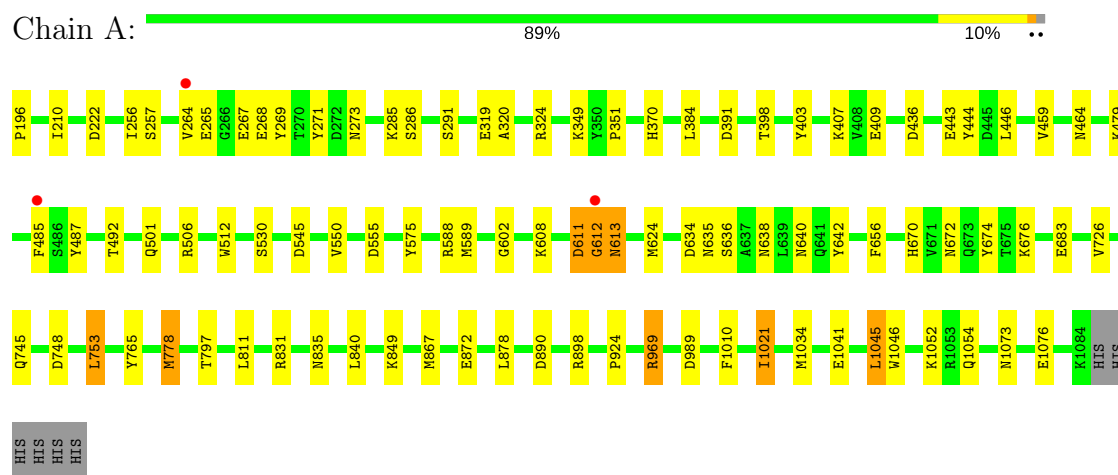 Chain A:
89% 10% ••
P196 I210 D222 I256 S257 V264 E265 G266 E267 E268 Y269 T270 Y271 D272 N273 K285 S286 S291 E319 A320 R324 K349 Y350 P351 H370 L384 D391 T398 Y403 K407 V408 E409 D436 E443 Y444 D445 L446 V459 N464 K479
F485 S486 Y487 T492 Q501 R506 W512 S530 D545 V550 D555 Y575 R588 M589 G602 K608 D611 G612 N613 M624 D634 N635 S636 A637 N638 L639 N640 Q641 Y642 F656 H670 V671 N672 Q673 Y674 T675 K676 E683 V726
Q745 D748 L753 Y765 M778 T797 L811 R831 N835 L840 K849 M867 E872 L878 D890 R898 P924 R969 D989 F1010 I1021 M1034 E1041 L1045 W1046 K1052 R1053 Q1054 N1073 E1076 K1084 HIS HIS
HIS HIS HIS HIS